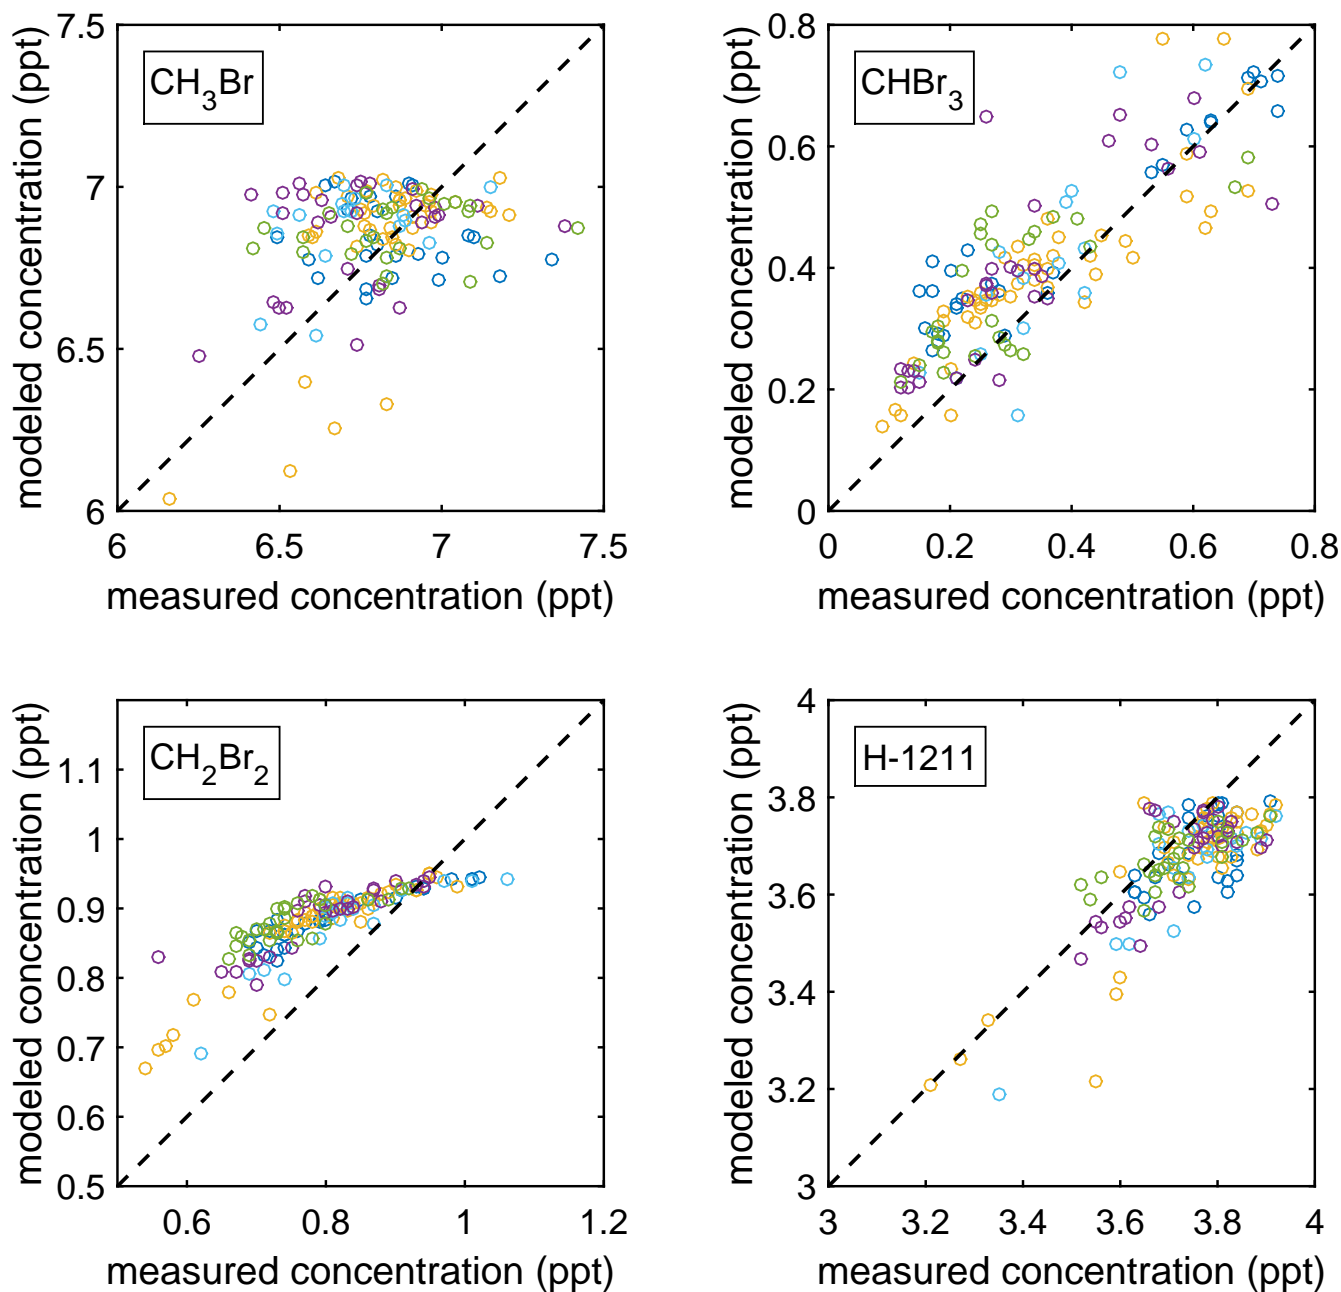 CH3Br
modeled concentration (ppt)
7.5
7
6.5
6
6 6.5 7 7.5
measured concentration (ppt)
CHBr3
modeled concentration (ppt)
0.8
0.6
0.4
0.2
0
0 0.2 0.4 0.6 0.8
measured concentration (ppt)
CH2Br2
modeled concentration (ppt)
1.1
1
0.9
0.8
0.7
0.6
0.5
0.6 0.8 1 1.2
measured concentration (ppt)
H-1211
modeled concentration (ppt)
4
3.8
3.6
3.4
3.2
3
3 3.2 3.4 3.6 3.8 4
measured concentration (ppt)